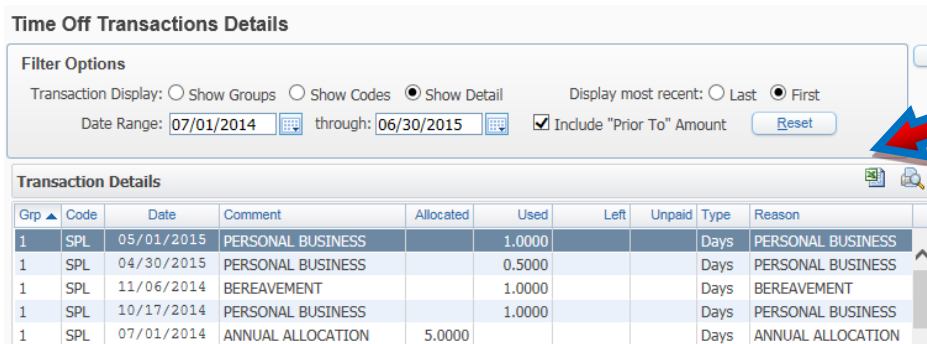 Time Off Transactions Details
Filter Options
Transaction Display: Show Groups Show Codes Show Detail Display most recent: Last First
Date Range: 07/01/2014 through: 06/30/2015 Include "Prior To" Amount Reset
Transaction Details
Grp Code Date Comment Allocated Used Left Unpaid Type Reason
1 SPL 05/01/2015 PERSONAL BUSINESS 1.0000 Days PERSONAL BUSINESS
1 SPL 04/30/2015 PERSONAL BUSINESS 0.5000 Days PERSONAL BUSINESS
1 SPL 11/06/2014 BEREAVEMENT 1.0000 Days BEREAVEMENT
1 SPL 10/17/2014 PERSONAL BUSINESS 1.0000 Days PERSONAL BUSINESS
1 SPL 07/01/2014 ANNUAL ALLOCATION 5.0000 Days ANNUAL ALLOCATION